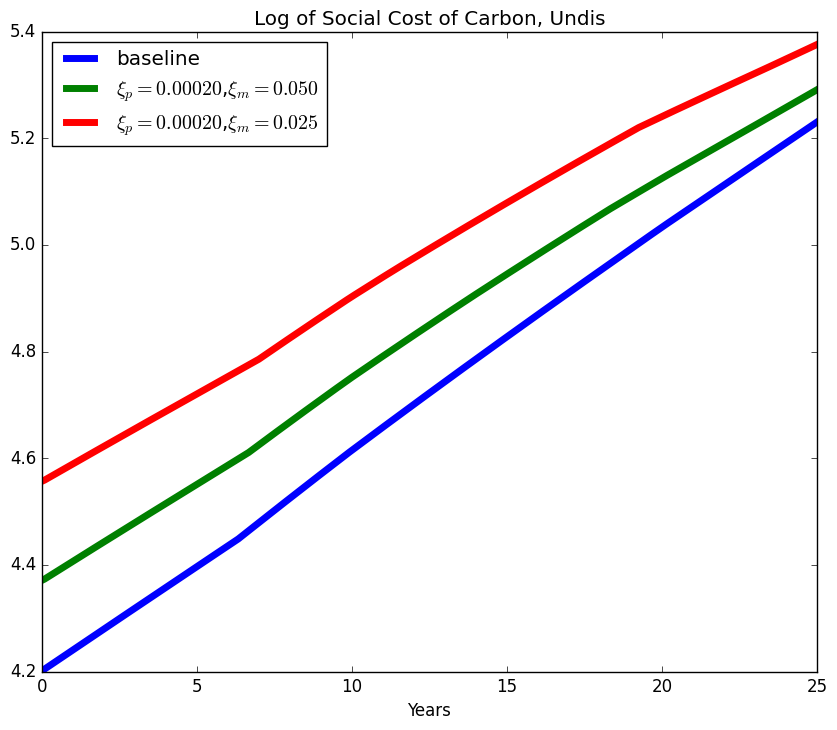 Log of Social Cost of Carbon, Undis
baseline
ξₚ = 0.00020,ξₘ = 0.050
ξₚ = 0.00020,ξₘ = 0.025
5.4
5.2
5.0
4.8
4.6
4.4
4.2
0 5 10 15 20 25
Years